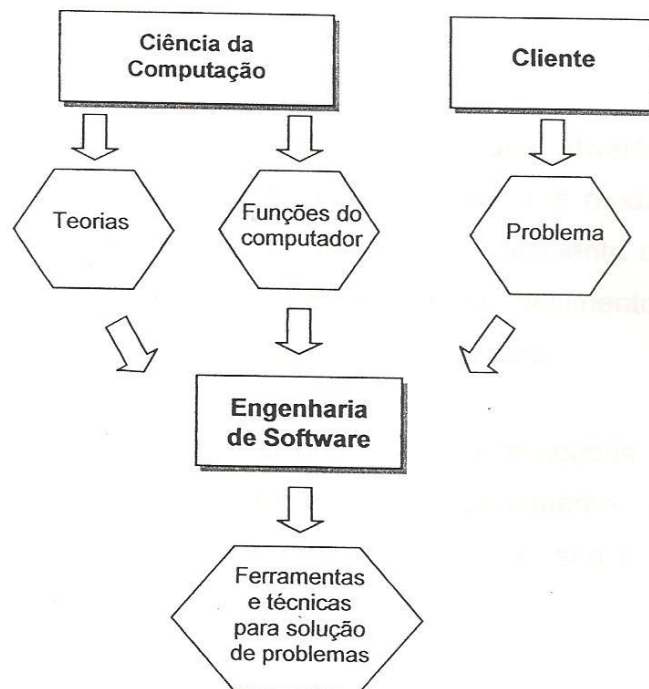 Ciência da
Computação
Cliente
Teorias
Funções do
computador
Problema
Engenharia
de Software
Ferramentas
e técnicas
para solução
de problemas